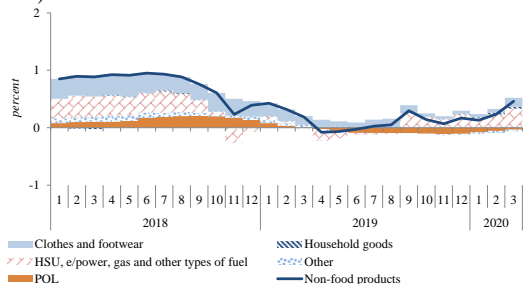 2
percent
1
0
-1
1 2 3 4 5 6 7 8 9 10 11 12 1 2 3 4 5 6 7 8 9 10 11 12 1 2 3
2018 2019 2020
Clothes and footwear Household goods
HSU, e/power, gas and other types of fuel Other
POL Non-food products